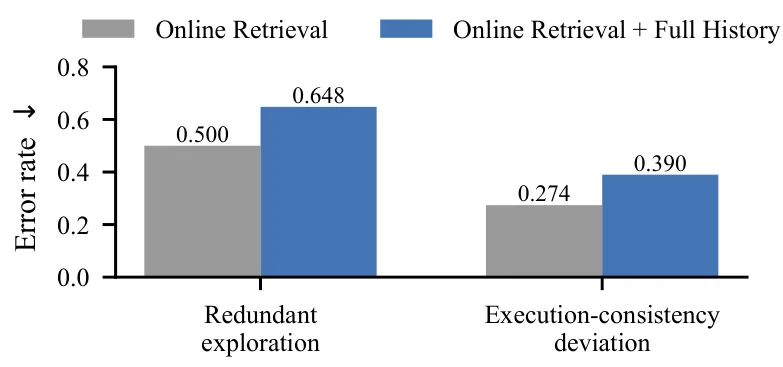 Online Retrieval
Online Retrieval + Full History
Error rate ↓
0.8
0.6
0.4
0.2
0.0
0.500
0.648
0.274
0.390
Redundant
exploration
Execution-consistency
deviation